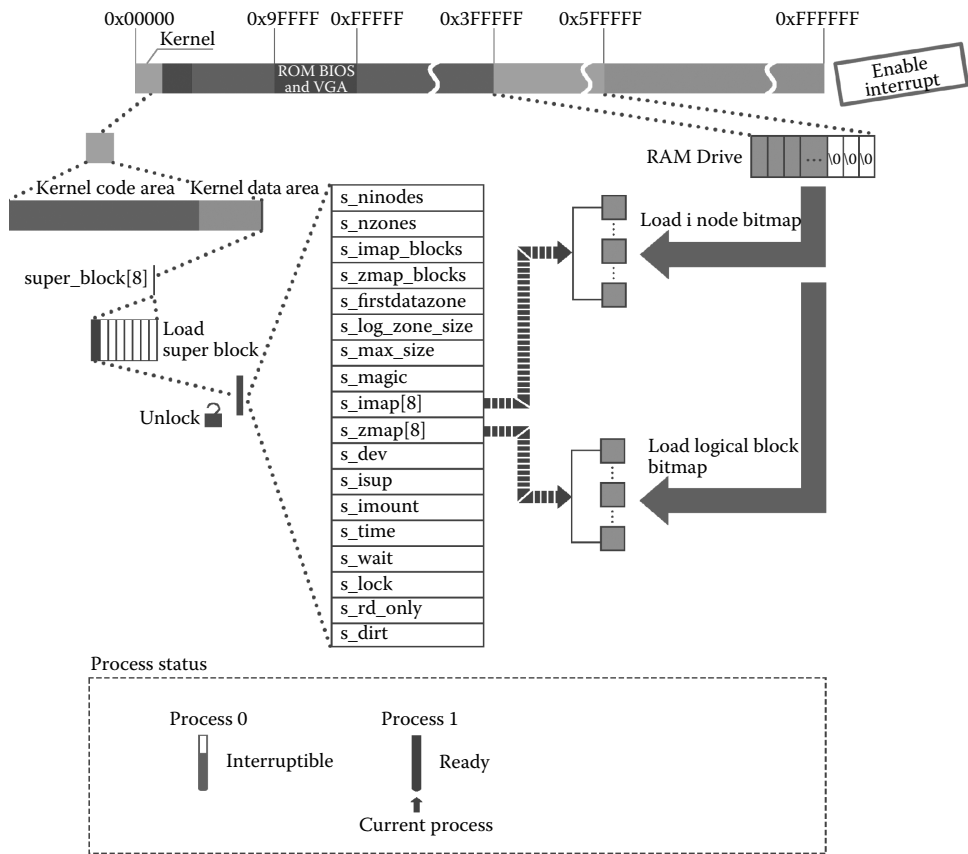 0x00000 0x9FFFF 0xFFFFF 0x3FFFFF 0x5FFFFF 0xFFFFFF
Kernel
ROM BIOS
and VGA
Enable
interrupt
RAM Drive
... \0 \0 \0
Kernel code area Kernel data area
super_block[8]
Load
super block
Unlock
s_ninodes
s_nzones
s_imap_blocks
s_zmap_blocks
s_firstdatazone
s_log_zone_size
s_max_size
s_magic
s_imap[8]
s_zmap[8]
s_dev
s_isup
s_imount
s_time
s_wait
s_lock
s_rd_only
s_dirt
Load i node bitmap
Load logical block
bitmap
Process status
Process 0
Interruptible
Process 1
Ready
Current process